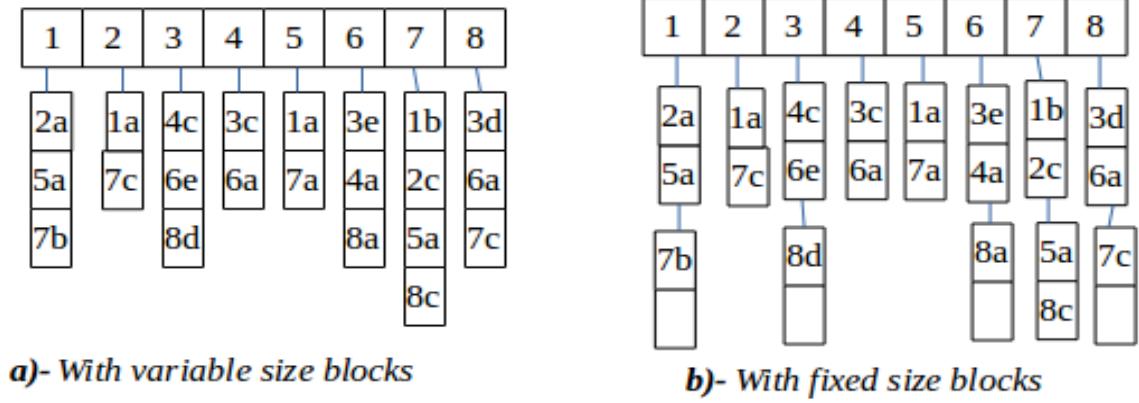 1 2 3 4 5 6 7 8
2a 1a 4c 3c 1a 3e 1b 3d
5a 7c 6e 6a 7a 4a 2c 6a
7b 8d 8a 5a 7c
8c
a)- With variable size blocks
1 2 3 4 5 6 7 8
2a 1a 4c 3c 1a 3e 1b 3d
5a 7c 6e 6a 7a 4a 2c 6a
7b 8d 8a 5a 7c
8c
b)- With fixed size blocks